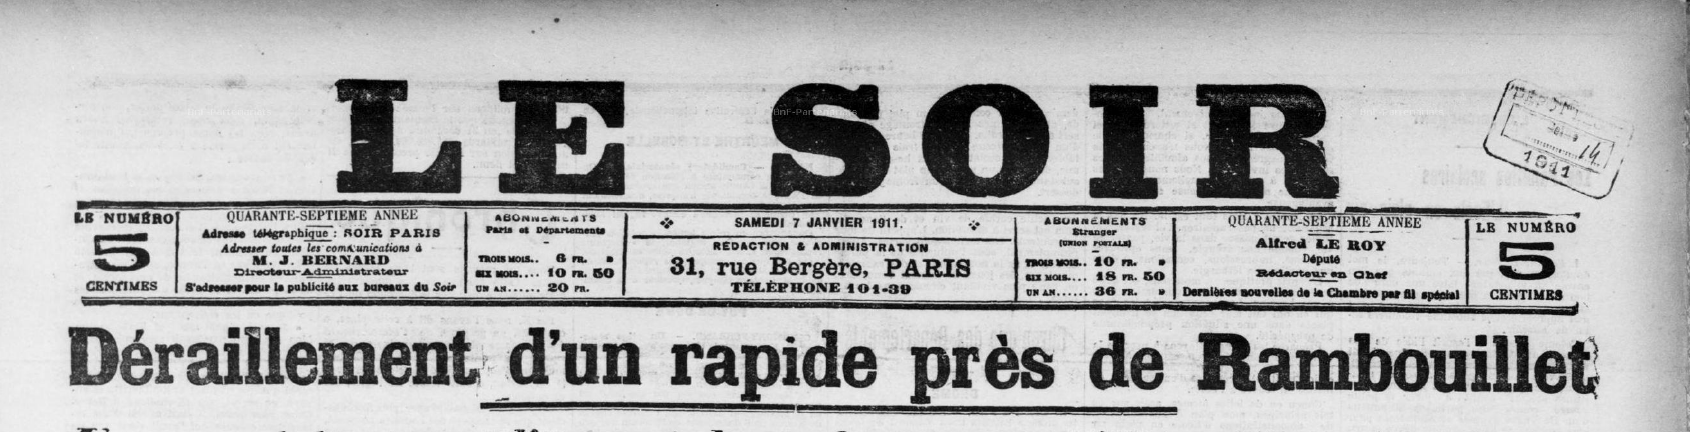 LE SOIR
DÉPÔT
1911
LE NUMÉRO
5
CENTIMES
QUARANTE-SEPTIEME ANNEE
Adresse télégraphique : SOIR PARIS
Adresser toutes les communications à
M. J. BERNARD
Directeur-Administrateur
S'adresser pour la publicité aux bureaux du Soir
ABONNEMENTS
Paris et Départements
TROIS MOIS.. 6 FR. »
SIX MOIS.... 10 FR. 50
UN AN...... 20 FR.
SAMEDI 7 JANVIER 1911.
RÉDACTION & ADMINISTRATION
31, rue Bergère, PARIS
TÉLÉPHONE 101-39
ABONNEMENTS
Etranger
(UNION POSTALE)
TROIS MOIS.. 10 FR. »
SIX MOIS.... 18 FR. 50
UN AN...... 36 FR. »
QUARANTE-SEPTIEME ANNEE
Alfred LE ROY
Député
Rédacteur en Chef
Dernières nouvelles de la Chambre par fil spécial
LE NUMÉRO
5
CENTIMES
Déraillement d'un rapide près de Rambouillet